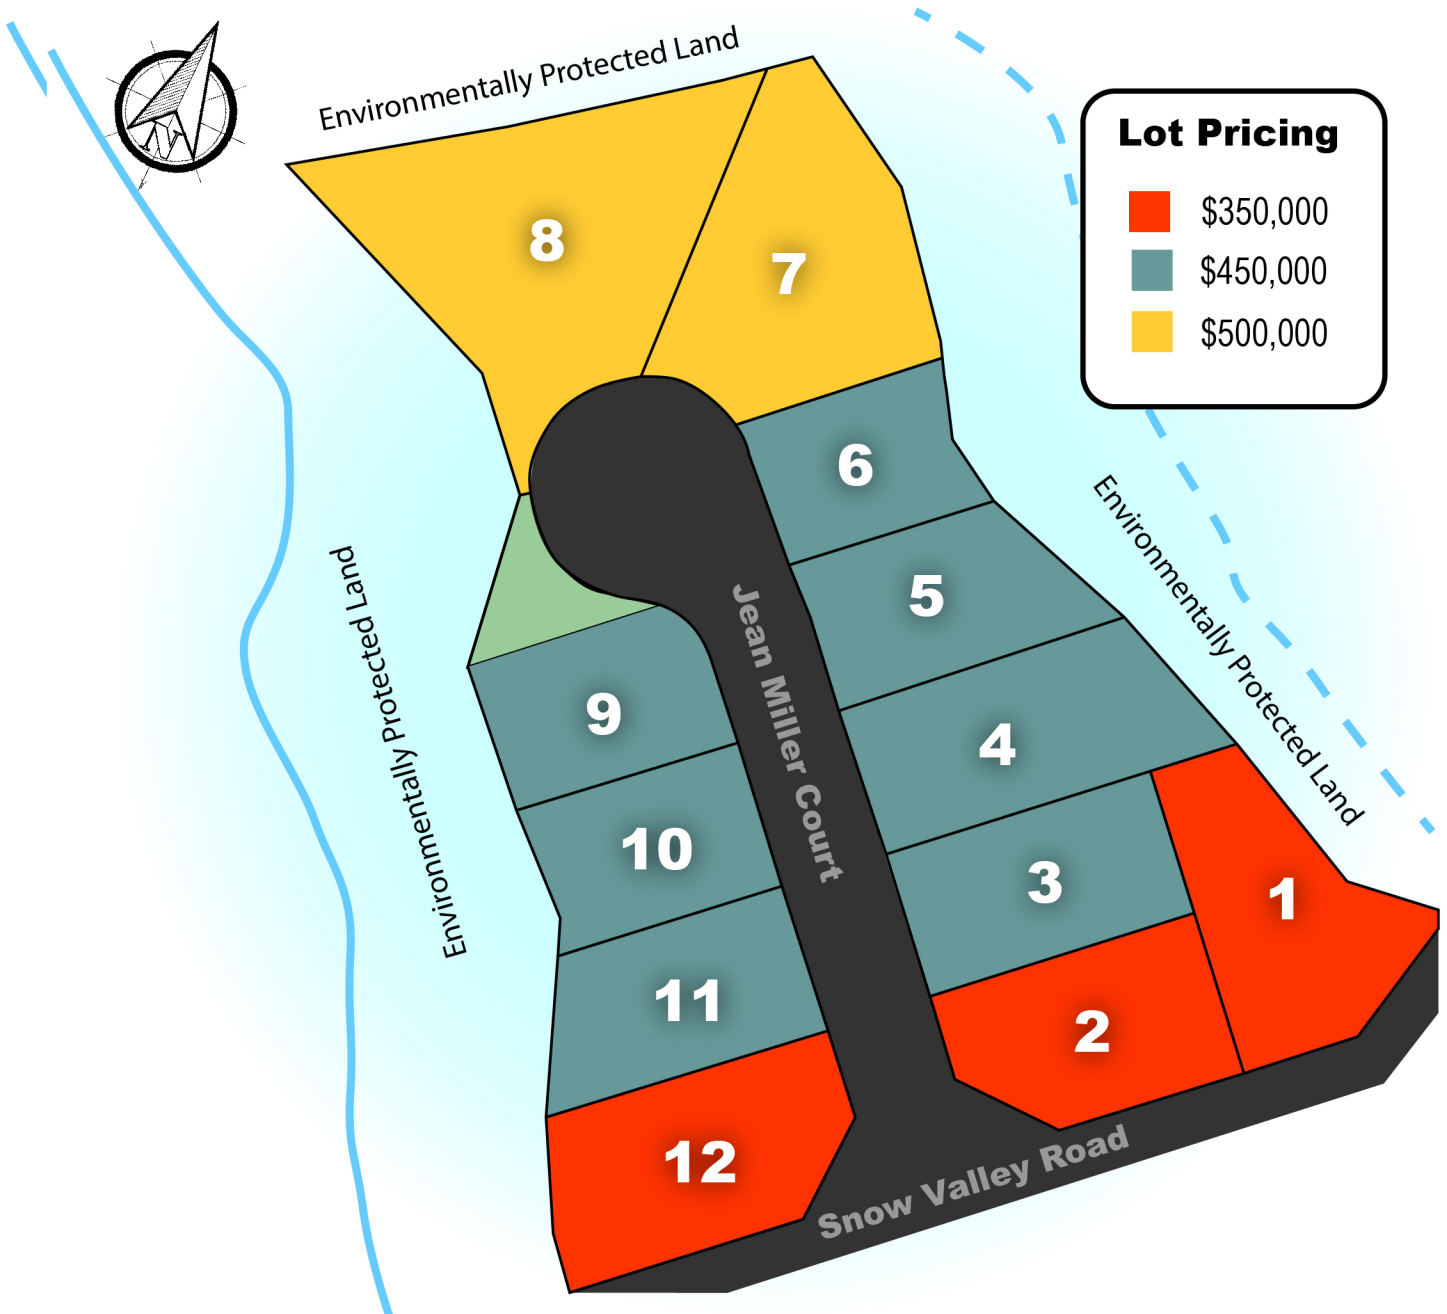 Environmentally Protected Land
N
Lot Pricing
$350,000
$450,000
$500,000
8
7
6
5
4
3
1
2
9
10
11
12
Environmentally Protected Land
Environmentally Protected Land
Jean Miller Court
Snow Valley Road